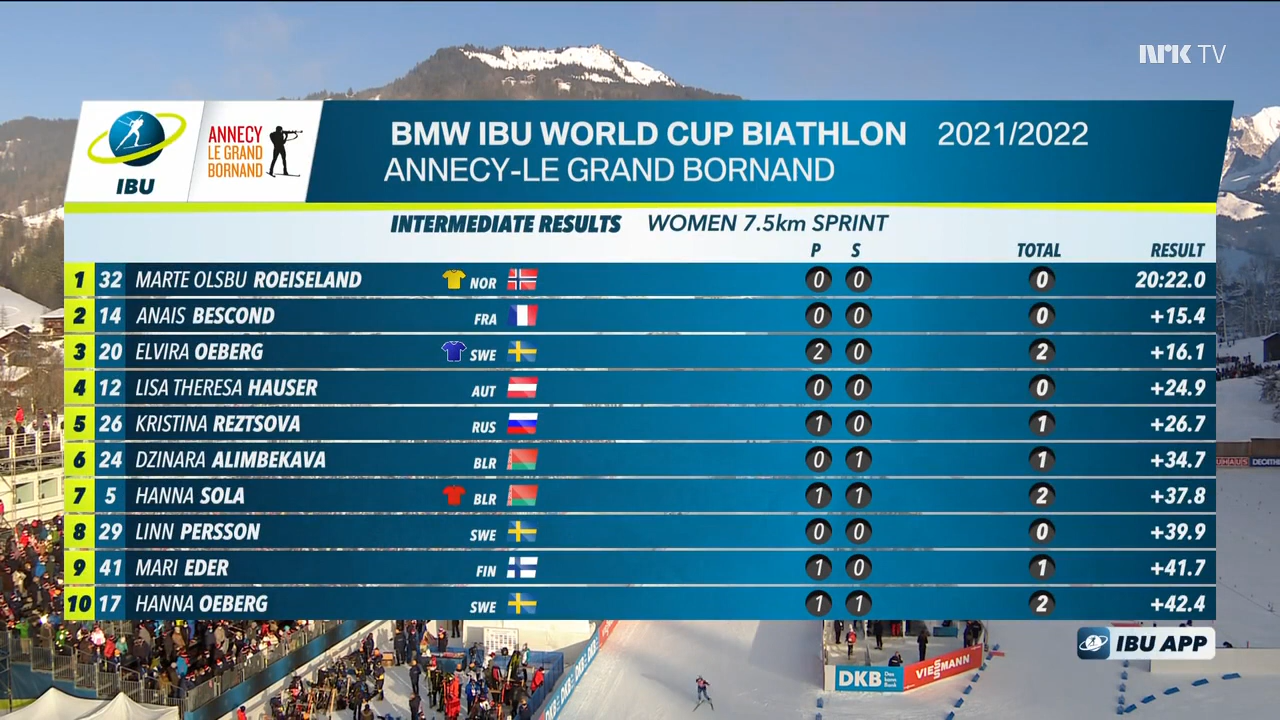 NRK TV
IBU
ANNECY
LE GRAND
BORNAND
BMW IBU WORLD CUP BIATHLON 2021/2022
ANNECY-LE GRAND BORNAND
INTERMEDIATE RESULTS WOMEN 7.5km SPRINT
P S TOTAL RESULT
1 32 MARTE OLSBU ROEISELAND NOR 0 0 0 20:22.0
2 14 ANAIS BESCOND FRA 0 0 0 +15.4
3 20 ELVIRA OEBERG SWE 2 0 2 +16.1
4 12 LISA THERESA HAUSER AUT 0 0 0 +24.9
5 26 KRISTINA REZTSOVA RUS 1 0 1 +26.7
6 24 DZINARA ALIMBEKAVA BLR 0 1 1 +34.7
7 5 HANNA SOLA BLR 1 1 2 +37.8
8 29 LINN PERSSON SWE 0 0 0 +39.9
9 41 MARI EDER FIN 1 0 1 +41.7
10 17 HANNA OEBERG SWE 1 1 2 +42.4
IBU APP
DKB VIESSMANN